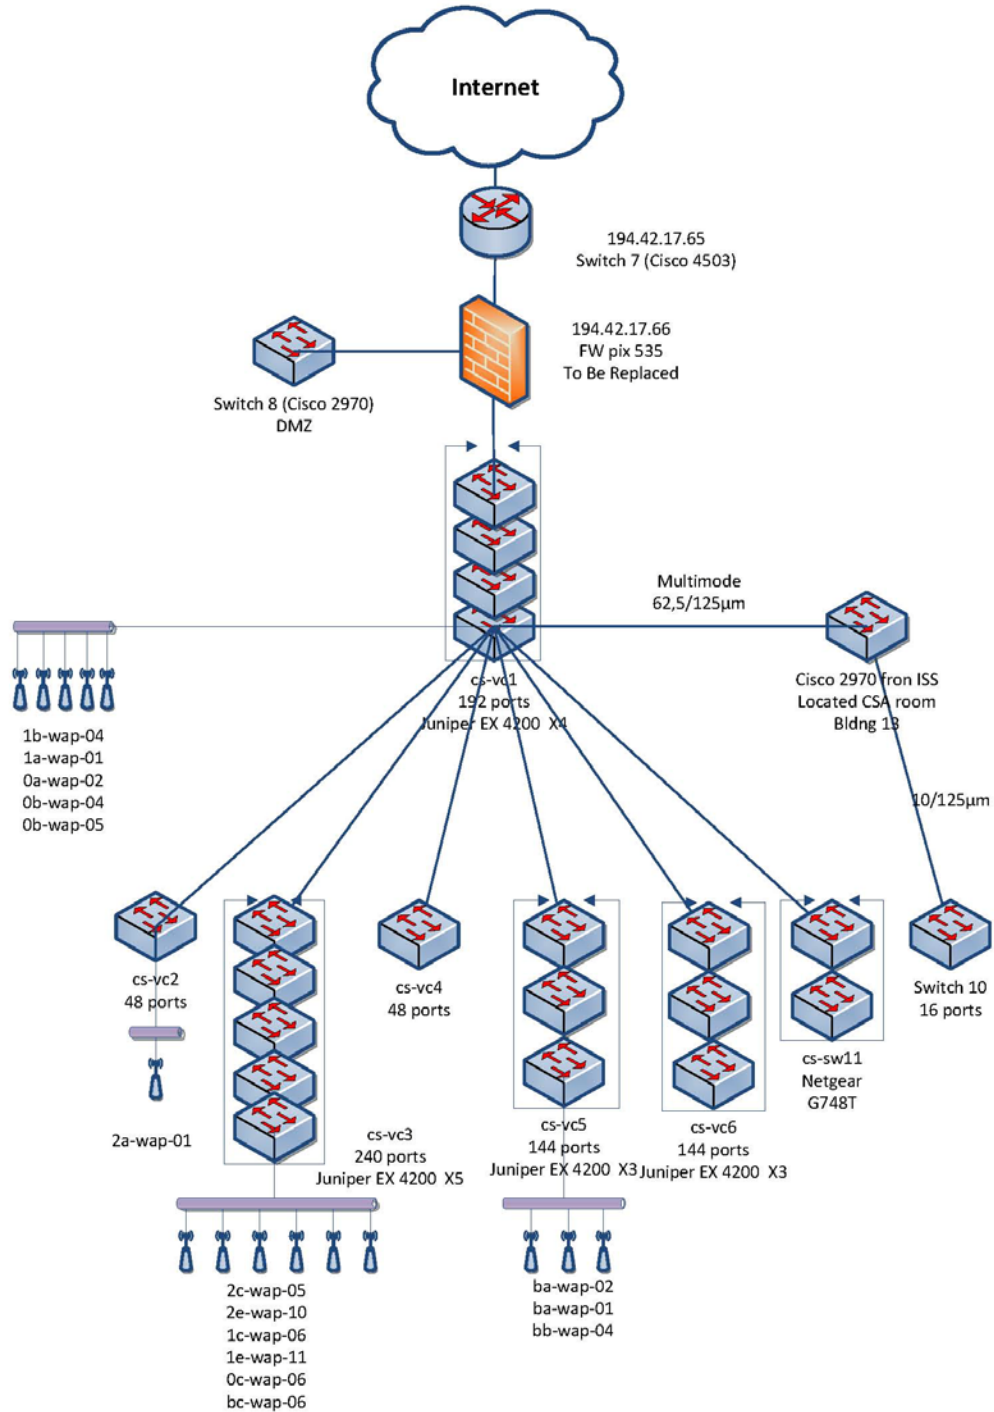 Internet
194.42.17.65
Switch 7 (Cisco 4503)
194.42.17.66
FW pix 535
To Be Replaced
Switch 8 (Cisco 2970)
DMZ
Multimode
62,5/125µm
cs-vc1
192 ports
Juniper EX 4200 X4
Cisco 2970 fron ISS
Located CSA room
Bldng 13
1b-wap-04
1a-wap-01
0a-wap-02
0b-wap-04
0b-wap-05
10/125µm
cs-vc2
48 ports
cs-vc4
48 ports
Switch 10
16 ports
cs-sw11
Netgear
G748T
2a-wap-01
cs-vc3
240 ports
Juniper EX 4200 X5
cs-vc5
144 ports
Juniper EX 4200 X3
cs-vc6
144 ports
Juniper EX 4200 X3
2c-wap-05
2e-wap-10
1c-wap-06
1e-wap-11
0c-wap-06
bc-wap-06
ba-wap-02
ba-wap-01
bb-wap-04